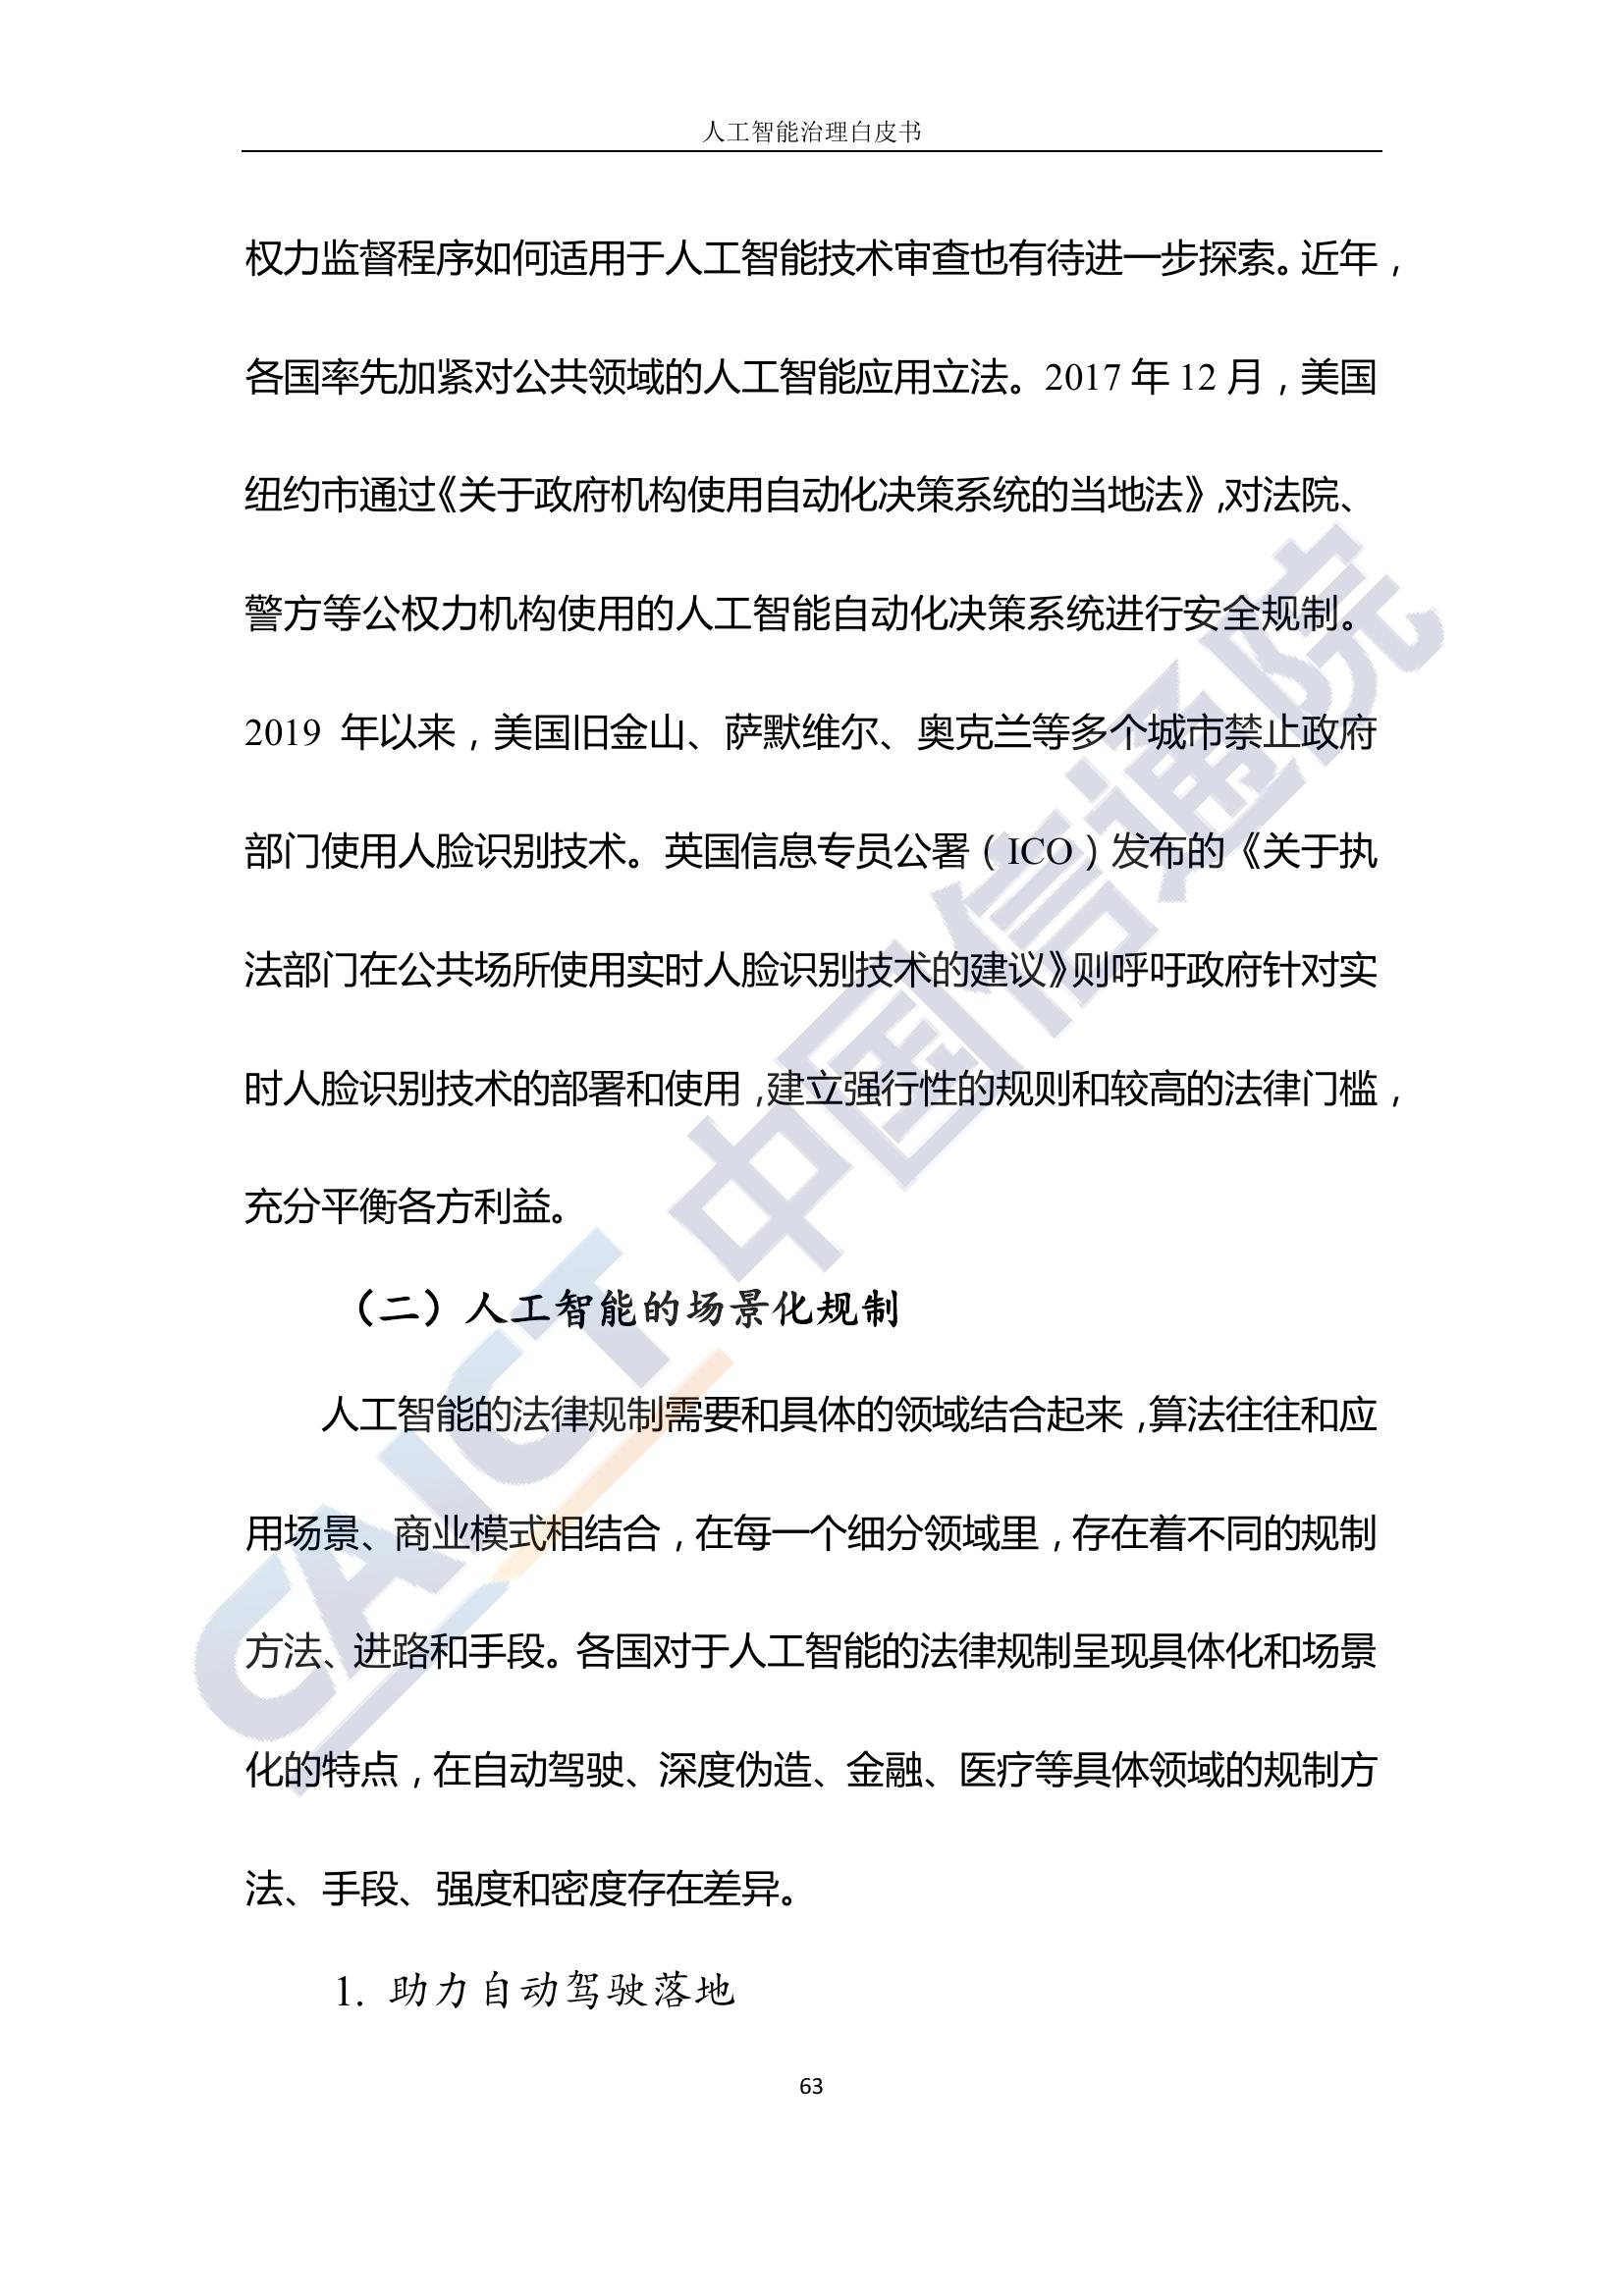 人工智能治理白皮书
权力监督程序如何适用于人工智能技术审查也有待进一步探索。近年，
各国率先加紧对公共领域的人工智能应用立法。2017 年 12 月，美国
纽约市通过《关于政府机构使用自动化决策系统的当地法》，对法院、
警方等公权力机构使用的人工智能自动化决策系统进行安全规制。
2019 年以来，美国旧金山、萨默维尔、奥克兰等多个城市禁止政府
部门使用人脸识别技术。英国信息专员公署（ICO）发布的《关于执
法部门在公共场所使用实时人脸识别技术的建议》则呼吁政府针对实
时人脸识别技术的部署和使用，建立强行性的规则和较高的法律门槛，
充分平衡各方利益。
（二）人工智能的场景化规制
人工智能的法律规制需要和具体的领域结合起来，算法往往和应
用场景、商业模式相结合，在每一个细分领域里，存在着不同的规制
方法、进路和手段。各国对于人工智能的法律规制呈现具体化和场景
化的特点，在自动驾驶、深度伪造、金融、医疗等具体领域的规制方
法、手段、强度和密度存在差异。
1. 助力自动驾驶落地
63
CAICT 中国信通院